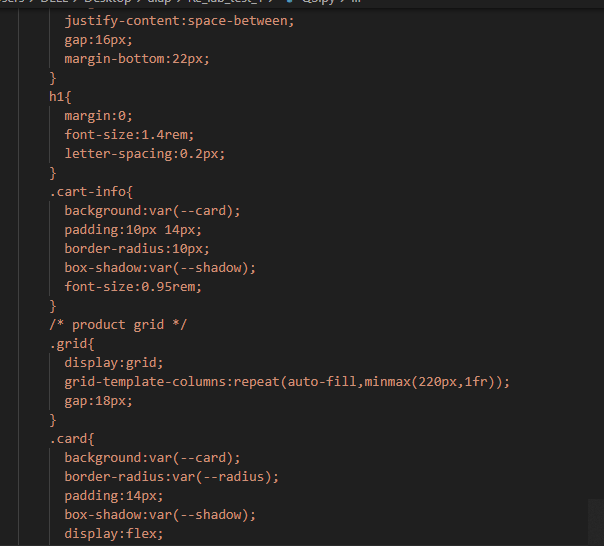 DELL > Desktop >
justify-content:space-between;
gap:16px;
margin-bottom:22px;
}
h1{
margin:0;
font-size:1.4rem;
letter-spacing:0.2px;
}
.cart-info{
background:var(--card);
padding:10px 14px;
border-radius:10px;
box-shadow:var(--shadow);
font-size:0.95rem;
}
/* product grid */
.grid{
display:grid;
grid-template-columns:repeat(auto-fill,minmax(220px,1fr));
gap:18px;
}
.card{
background:var(--card);
border-radius:var(--radius);
padding:14px;
box-shadow:var(--shadow);
display:flex;